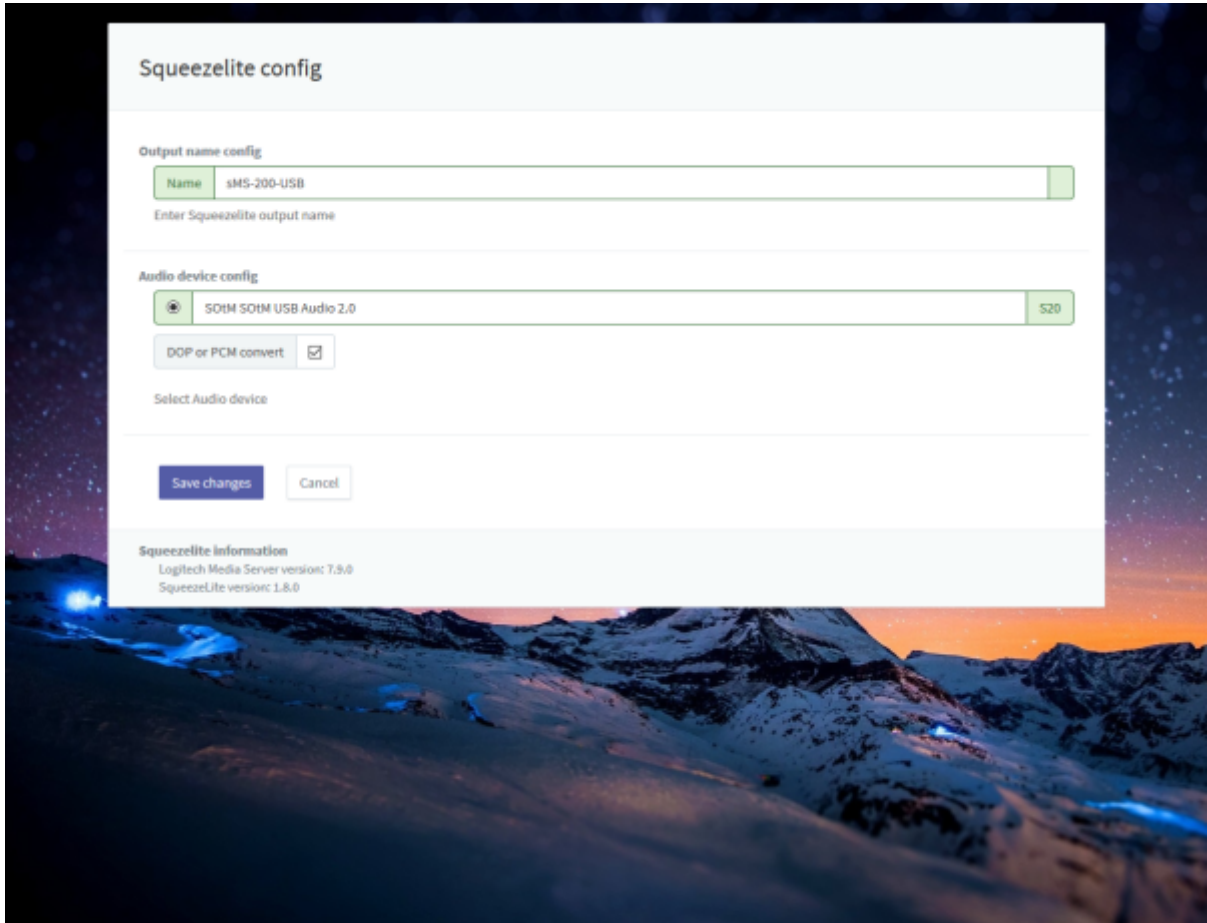 Squeezelite config
Output name config
Name sMS-200-USB
Enter Squeezelite output name
Audio device config
SOtM SOtM USB Audio 2.0 S20
DOP or PCM convert
Select Audio device
Save changes Cancel
Squeezelite information
Logitech Media Server version: 7.9.0
SqueezeLite version: 1.8.0